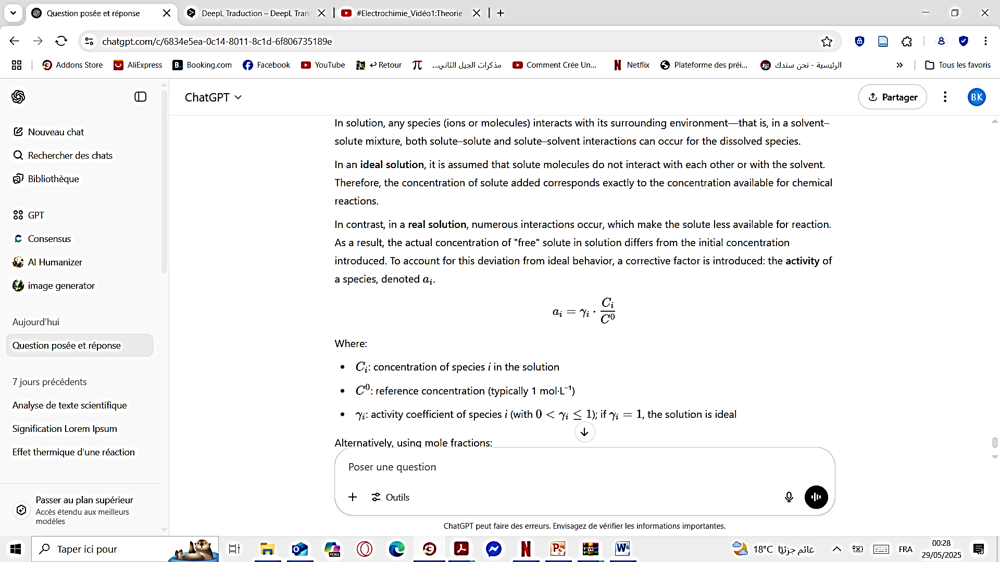 Question posée et réponse
DeepL Traduction – DeepL Tran
#Electrochimie_Vidéo1:Theorie
chatgpt.com/c/6834e5ea-0c14-8011-8c1d-6f806735189e
Addons Store
AliExpress
Booking.com
Facebook
YouTube
↩ Retour
مذكرات الجيل الثاني...
Comment Crée Un...
Netflix
Plateforme des préi...
الرئيسية - نحن سندك
Tous les favoris
ChatGPT
Partager
BK
Nouveau chat
Rechercher des chats
Bibliothèque
GPT
Consensus
AI Humanizer
image generator
Aujourd’hui
Question posée et réponse
7 jours précédents
Analyse de texte scientifique
Signification Lorem Ipsum
Effet thermique d'une réaction
Passer au plan supérieur
Accès étendu aux meilleurs
modèles
In solution, any species (ions or molecules) interacts with its surrounding environment—that is, in a solvent–
solute mixture, both solute–solute and solute–solvent interactions can occur for the dissolved species.
In an ideal solution, it is assumed that solute molecules do not interact with each other or with the solvent.
Therefore, the concentration of solute added corresponds exactly to the concentration available for chemical
reactions.
In contrast, in a real solution, numerous interactions occur, which make the solute less available for reaction.
As a result, the actual concentration of "free" solute in solution differs from the initial concentration
introduced. To account for this deviation from ideal behavior, a corrective factor is introduced: the activity of
a species, denoted aᵢ.
aᵢ = γᵢ · Cᵢ/C⁰
Where:
• Cᵢ: concentration of species i in the solution
• C⁰: reference concentration (typically 1 mol·L⁻¹)
• γᵢ: activity coefficient of species i (with 0 < γᵢ ≤ 1); if γᵢ = 1, the solution is ideal
Alternatively, using mole fractions:
Poser une question
Outils
ChatGPT peut faire des erreurs. Envisagez de vérifier les informations importantes.
Taper ici pour
18°C غائم جزئيًا
FRA
00:28
29/05/2025